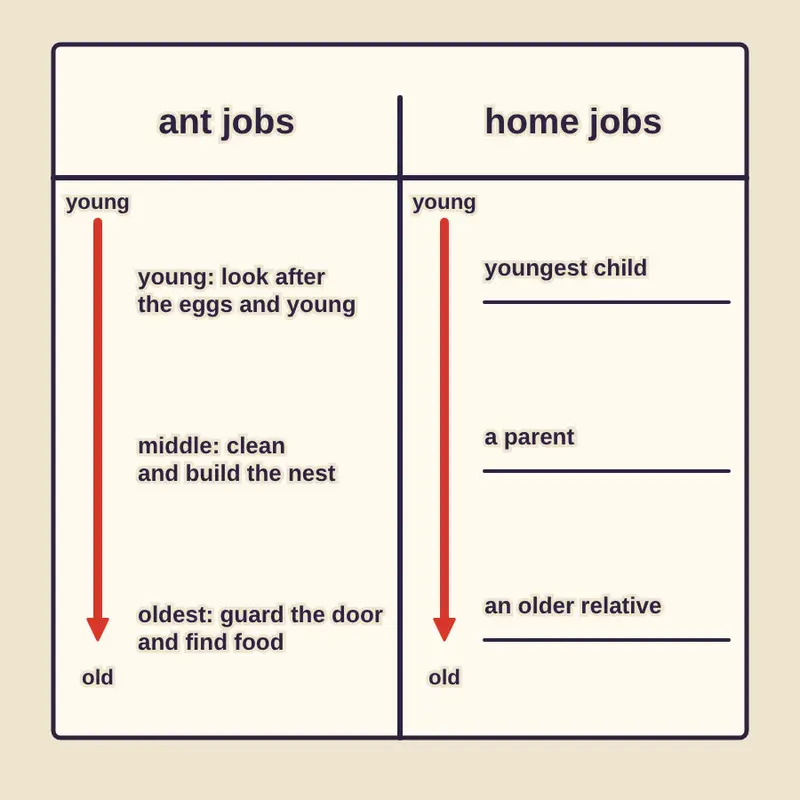 ant jobs
home jobs
young
young: look after
the eggs and young
middle: clean
and build the nest
oldest: guard the door
and find food
old
young
youngest child
a parent
an older relative
old